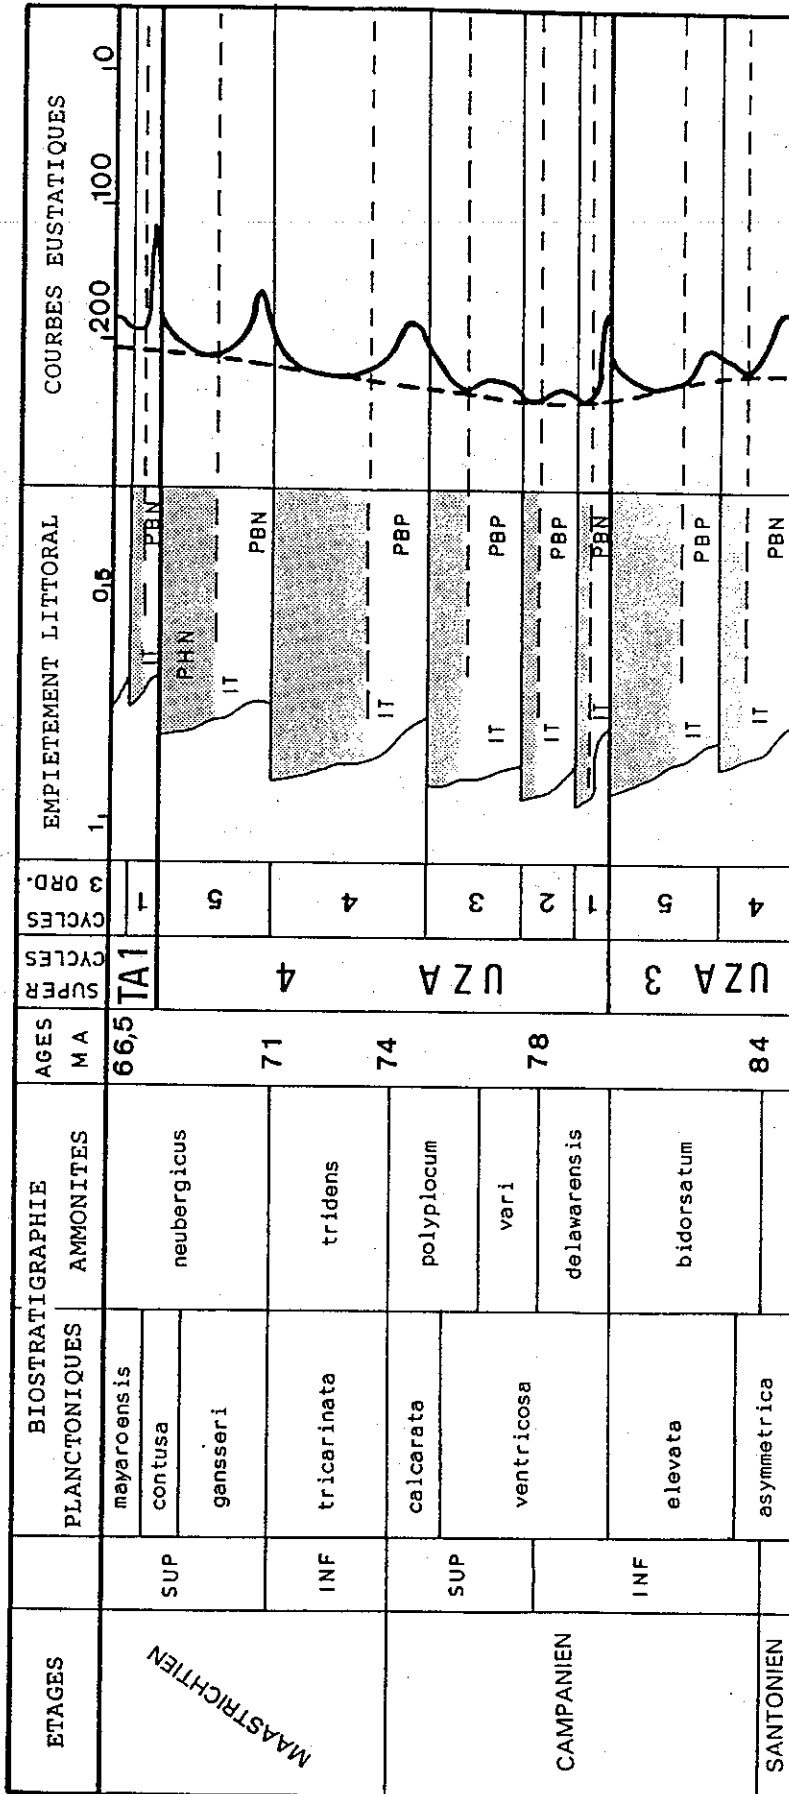 ETAGES
BIOSTRATIGRAPHIE
PLANCTONIQUES
AMMONITES
AGES
M A
SUPER
CYCLES
CYCLES
3 ORD.
EMPIETEMENT LITTORAL
1
0,5
COURBES EUSTATIQUES
200
100
0
MAASTRICHTIEN
CAMPANIEN
SANTONIEN
SUP
INF
SUP
INF
mayaroensis
contusa
gansseri
tricarinata
calcarata
ventricosa
elevata
asymmetrica
neubergicus
tridens
polyplocum
vari
delawarensis
bidorsatum
66,5
71
74
78
84
TA1
UZA 4
UZA 3
1
5
4
3
2
1
5
4
IT
PBN
PHN
IT
PBN
IT
PBP
IT
PBP
IT
PBP
IT
PBN
IT
PBP
IT
PBN